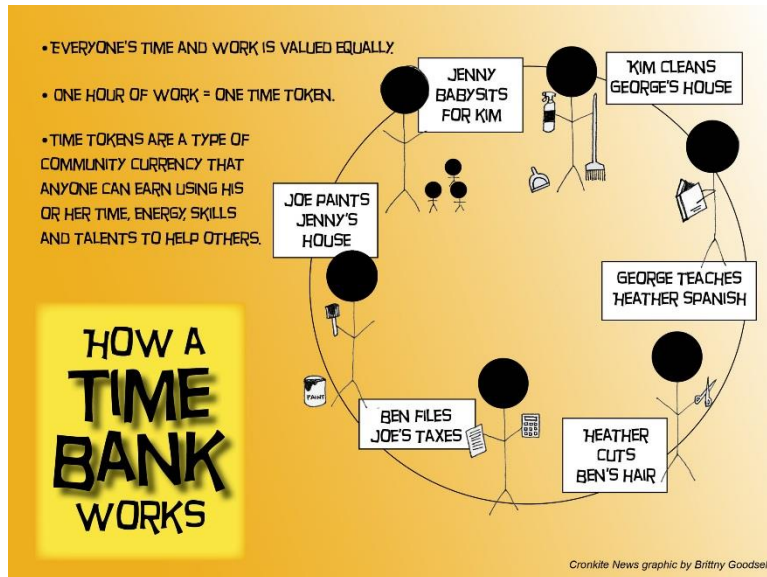 • EVERYONE'S TIME AND WORK IS VALUED EQUALLY.
• ONE HOUR OF WORK = ONE TIME TOKEN.
• TIME TOKENS ARE A TYPE OF
COMMUNITY CURRENCY THAT
ANYONE CAN EARN USING HIS
OR HER TIME, ENERGY, SKILLS
AND TALENTS TO HELP OTHERS.
HOW A
TIME
BANK
WORKS
JENNY
BABYSITS
FOR KIM
KIM CLEANS
GEORGE'S HOUSE
GEORGE TEACHES
HEATHER SPANISH
HEATHER
CUTS
BEN'S HAIR
BEN FILES
JOE'S TAXES
JOE PAINTS
JENNY'S
HOUSE
PAINT
Cronkite News graphic by Brittny Goodsel